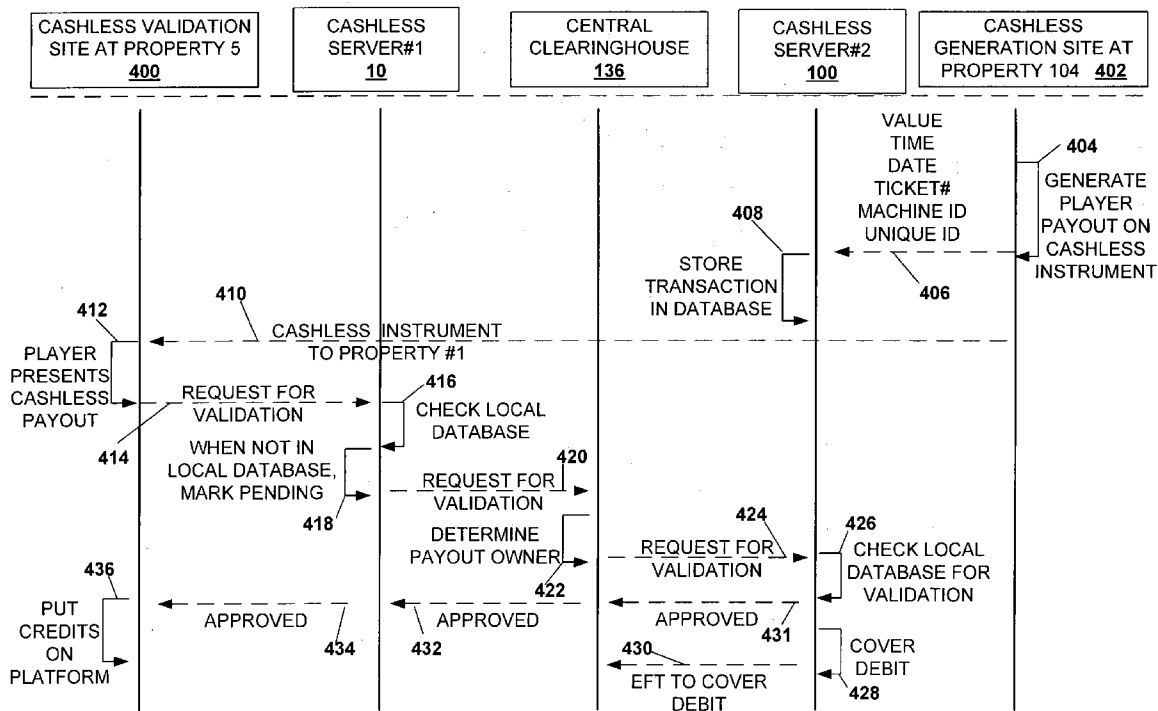 CASHLESS VALIDATION
SITE AT PROPERTY 5
400
CASHLESS
SERVER#1
10
CENTRAL
CLEARINGHOUSE
136
CASHLESS
SERVER#2
100
CASHLESS
GENERATION SITE AT
PROPERTY 104 402
VALUE
TIME
DATE
TICKET#
MACHINE ID
UNIQUE ID
404
GENERATE
PLAYER
PAYOUT ON
CASHLESS
INSTRUMENT
406
408
STORE
TRANSACTION
IN DATABASE
410
CASHLESS INSTRUMENT
TO PROPERTY #1
412
PLAYER
PRESENTS
CASHLESS
PAYOUT
REQUEST FOR
VALIDATION
414
416
CHECK LOCAL
DATABASE
WHEN NOT IN
LOCAL DATABASE,
MARK PENDING
418
420
REQUEST FOR
VALIDATION
DETERMINE
PAYOUT OWNER
422
424
REQUEST FOR
VALIDATION
426
CHECK LOCAL
DATABASE FOR
VALIDATION
436
PUT
CREDITS
ON
PLATFORM
APPROVED
434
APPROVED
432
APPROVED
431
430
EFT TO COVER
DEBIT
COVER
DEBIT
428